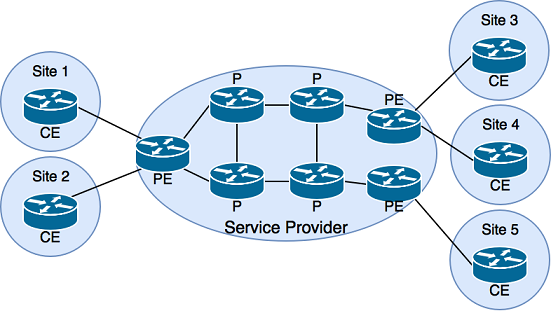 Site 1
CE
Site 2
CE
PE
P
P
P
P
PE
PE
Service Provider
Site 3
CE
Site 4
CE
Site 5
CE